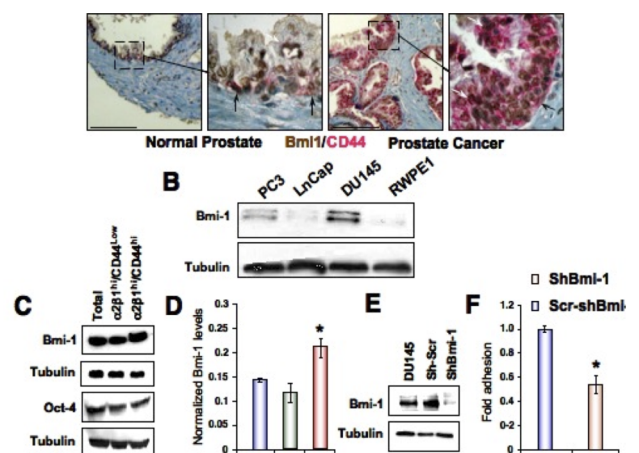 Normal Prostate Bmi1/CD44 Prostate Cancer
B
PC3 LnCap DU145 RWPE1
Bmi-1
Tubulin
C
Total α2β1hi/CD44Low α2β1hi/CD44hi
Bmi-1
Tubulin
Oct-4
Tubulin
D
Normalized Bmi-1 levels
0.3
0.25
0.2
0.15
0.1
0.05
0
*
E
DU145 Sh-Scr ShBmi-1
Bmi-1
Tubulin
F
ShBmi-1
Scr-shBmi-
Fold adhesion
1.2
1.0
0.8
0.6
0.4
0-2
0
*